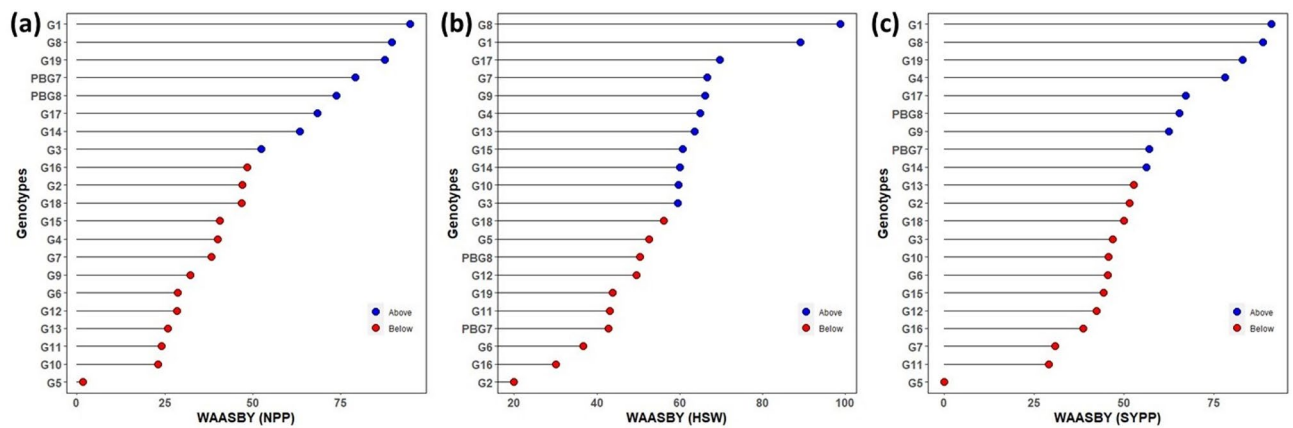 (a)
Genotypes
G1
G8
G19
PBG7
PBG8
G17
G14
G3
G16
G2
G18
G15
G4
G7
G9
G6
G12
G13
G11
G10
G5
Above
Below
0 25 50 75
WAASBY (NPP)
(b)
Genotypes
G8
G1
G17
G7
G9
G4
G13
G15
G14
G10
G3
G18
G5
PBG8
G12
G19
G11
PBG7
G6
G16
G2
Above
Below
20 40 60 80 100
WAASBY (HSW)
(c)
Genotypes
G1
G8
G19
G4
G17
PBG8
G9
PBG7
G14
G13
G2
G18
G3
G10
G6
G15
G12
G16
G7
G11
G5
Above
Below
0 25 50 75
WAASBY (SYPP)